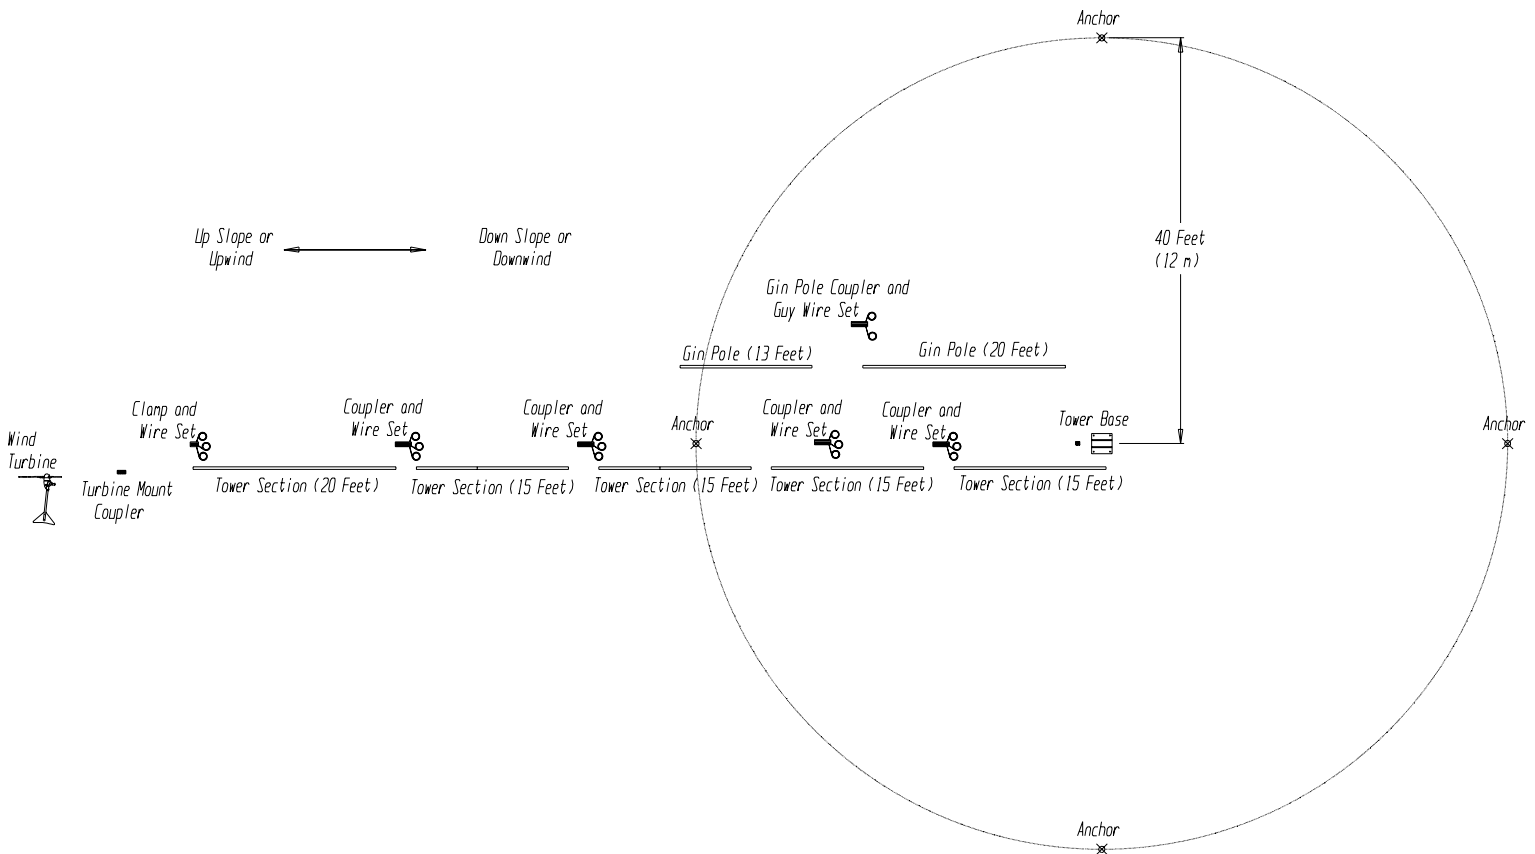 Anchor
Up Slope or
Upwind
Down Slope or
Downwind
40 Feet
(12 m)
Gin Pole Coupler and
Guy Wire Set
Gin Pole (13 Feet)
Gin Pole (20 Feet)
Clamp and
Wire Set
Coupler and
Wire Set
Coupler and
Wire Set
Anchor
Coupler and
Wire Set
Coupler and
Wire Set
Tower Base
Anchor
Wind
Turbine
Turbine Mount
Coupler
Tower Section (20 Feet)
Tower Section (15 Feet)
Tower Section (15 Feet)
Tower Section (15 Feet)
Tower Section (15 Feet)
Anchor